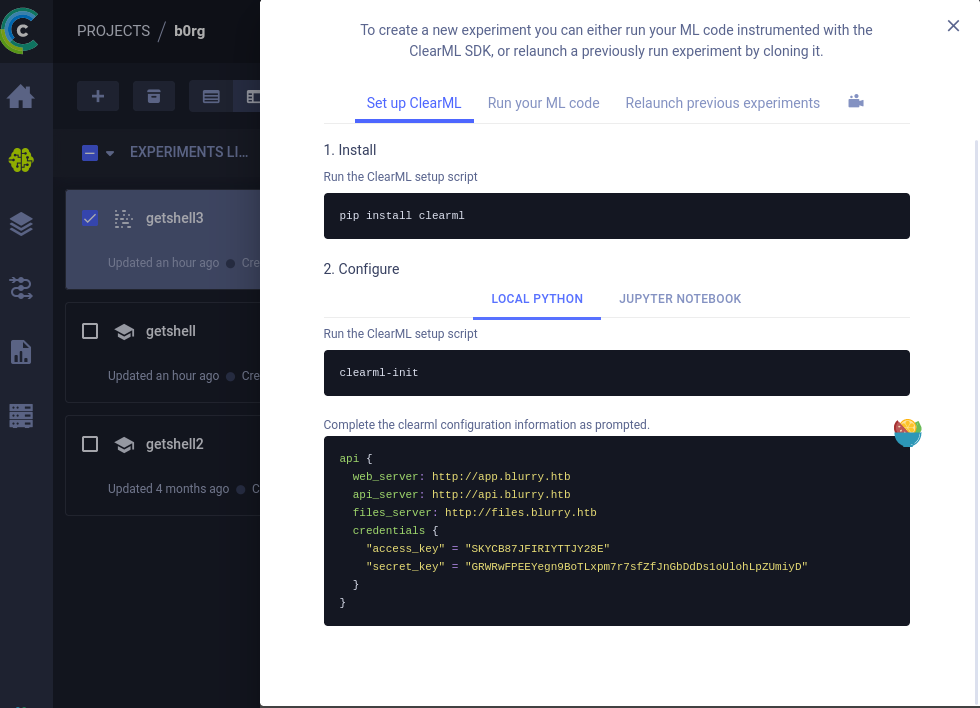 PROJECTS / b0rg
EXPERIMENTS LI...
getshell3
Updated an hour ago Cre
getshell
Updated an hour ago Cre
getshell2
Updated 4 months ago C
To create a new experiment you can either run your ML code instrumented with the
ClearML SDK, or relaunch a previously run experiment by cloning it.
Set up ClearML Run your ML code Relaunch previous experiments
1. Install
Run the ClearML setup script
pip install clearml
2. Configure
LOCAL PYTHON JUPYTER NOTEBOOK
Run the ClearML setup script
clearml-init
Complete the clearml configuration information as prompted.
api {
web_server: http://app.blurry.htb
api_server: http://api.blurry.htb
files_server: http://files.blurry.htb
credentials {
"access_key" = "SKYCB87JFIRIYTTJY28E"
"secret_key" = "GRWRwFPEEYegn9BoTLxpm7r7sfZfJnGbDdDs1oUlohLpZUmiyD"
}
}